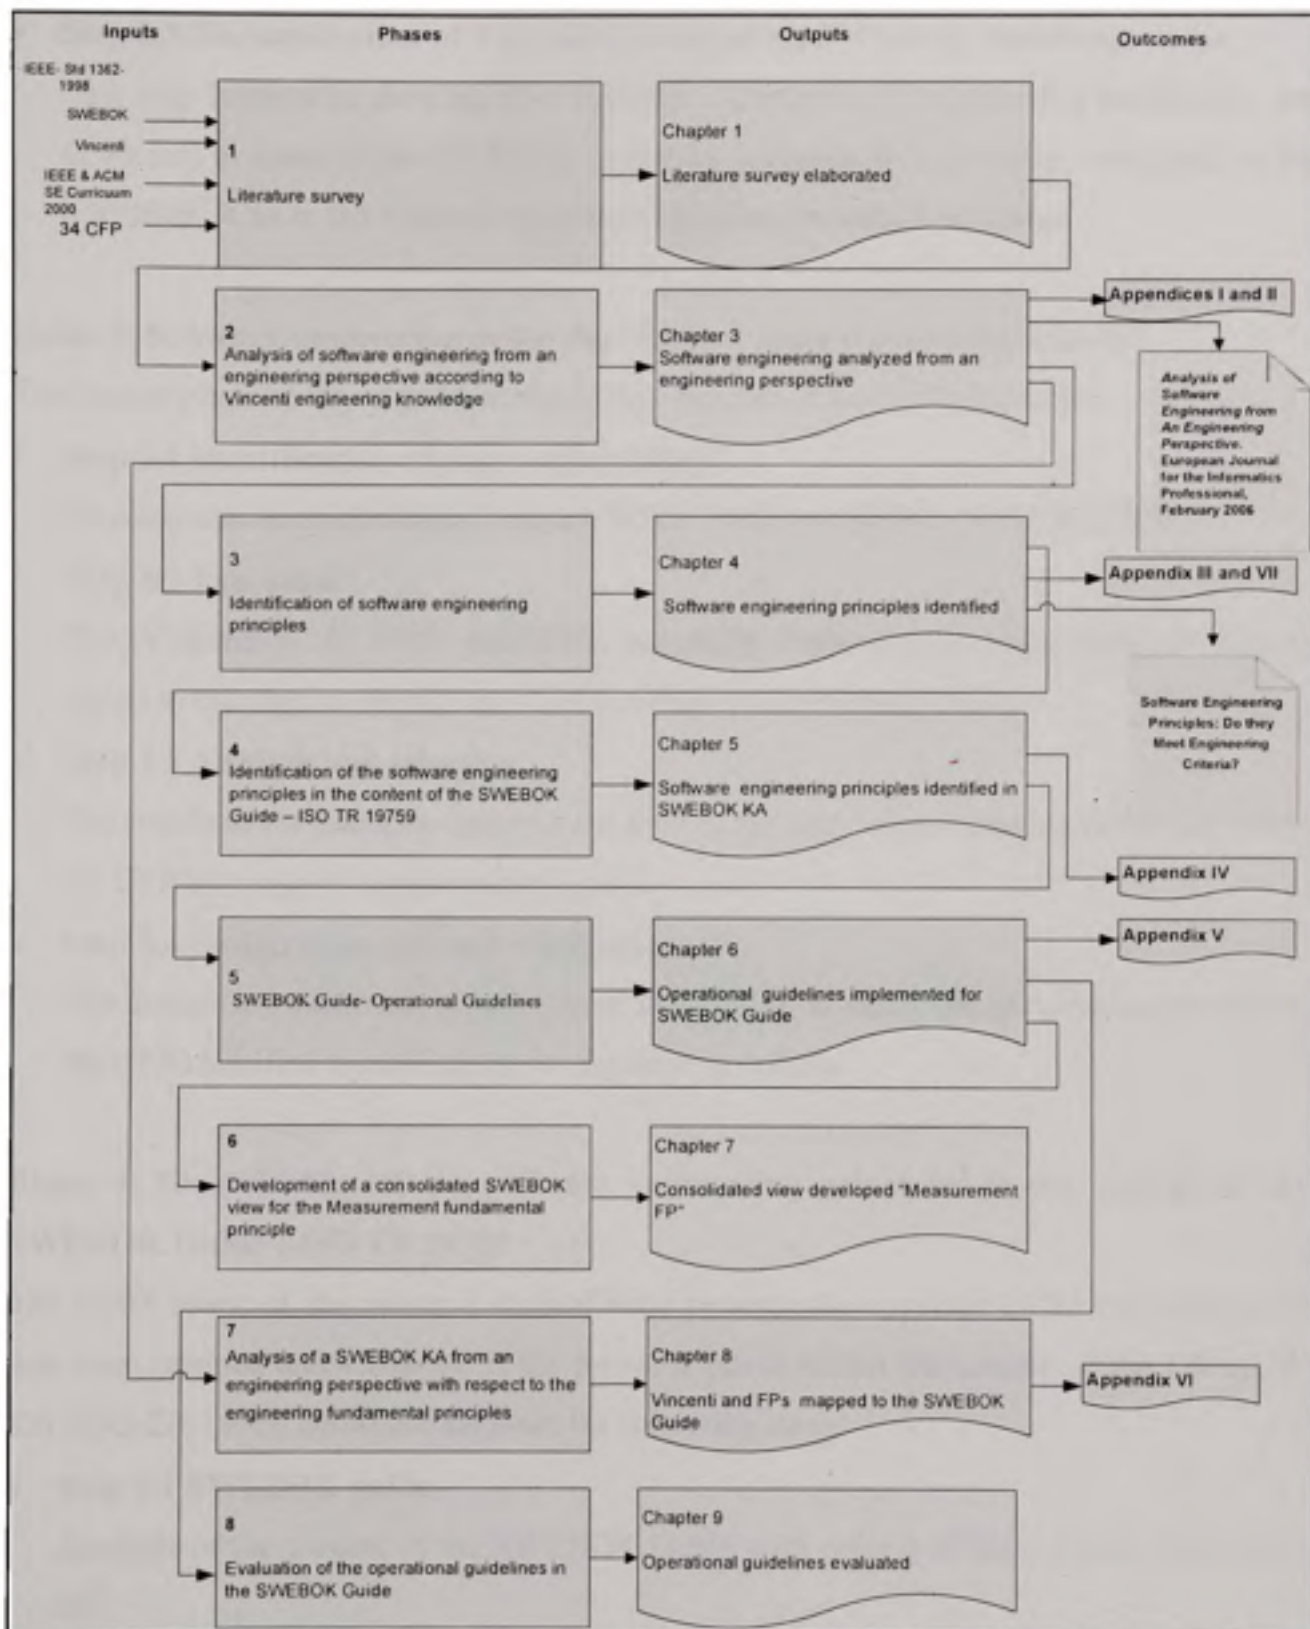 Inputs
Phases
Outputs
Outcomes
IEEE- Std 1362-
1998
SWEBOK
Vincenti
IEEE & ACM
SE Curricuum
2000
34 CFP
1
Literature survey
Chapter 1
Literature survey elaborated
2
Analysis of software engineering from an
engineering perspective according to
Vincenti engineering knowledge
Chapter 3
Software engineering analyzed from an
engineering perspective
Appendices I and II
Analysis of
Software
Engineering from
An Engineering
Perspective.
European Journal
for the Informatics
Professional,
February 2006
3
Identification of software engineering
principles
Chapter 4
Software engineering principles identified
Appendix III and VII
Software Engineering
Principles: Do they
Meet Engineering
Criteria?
4
Identification of the software engineering
principles in the content of the SWEBOK
Guide – ISO TR 19759
Chapter 5
Software engineering principles identified in
SWEBOK KA
Appendix IV
5
SWEBOK Guide- Operational Guidelines
Chapter 6
Operational guidelines implemented for
SWEBOK Guide
Appendix V
6
Development of a consolidated SWEBOK
view for the Measurement fundamental
principle
Chapter 7
Consolidated view developed "Measurement
FP"
7
Analysis of a SWEBOK KA from an
engineering perspective with respect to the
engineering fundamental principles
Chapter 8
Vincenti and FPs mapped to the SWEBOK
Guide
Appendix VI
8
Evaluation of the operational guidelines in
the SWEBOK Guide
Chapter 9
Operational guidelines evaluated